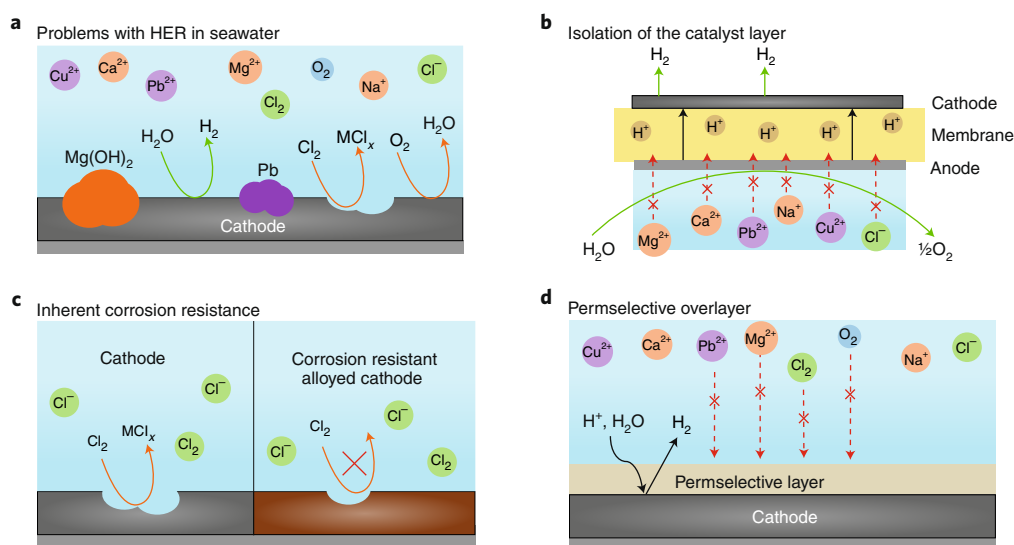 a
Problems with HER in seawater
Cu²⁺
Ca²⁺
Pb²⁺
Mg²⁺
Cl₂
O₂
Na⁺
Cl⁻
Mg(OH)₂
H₂O
H₂
Pb
Cl₂
MClₓ
O₂
H₂O
Cathode
b
Isolation of the catalyst layer
H₂
H₂
Cathode
H⁺
H⁺
H⁺
H⁺
H⁺
Membrane
Anode
H₂O
Mg²⁺
Ca²⁺
Pb²⁺
Na⁺
Cu²⁺
Cl⁻
½O₂
c
Inherent corrosion resistance
Cathode
Cl⁻
Cl⁻
Cl₂
MClₓ
Cl₂
Corrosion resistant
alloyed cathode
Cl⁻
Cl₂
Cl⁻
Cl₂
d
Permselective overlayer
Cu²⁺
Ca²⁺
Pb²⁺
Mg²⁺
Cl₂
O₂
Na⁺
Cl⁻
H⁺, H₂O
H₂
Permselective layer
Cathode